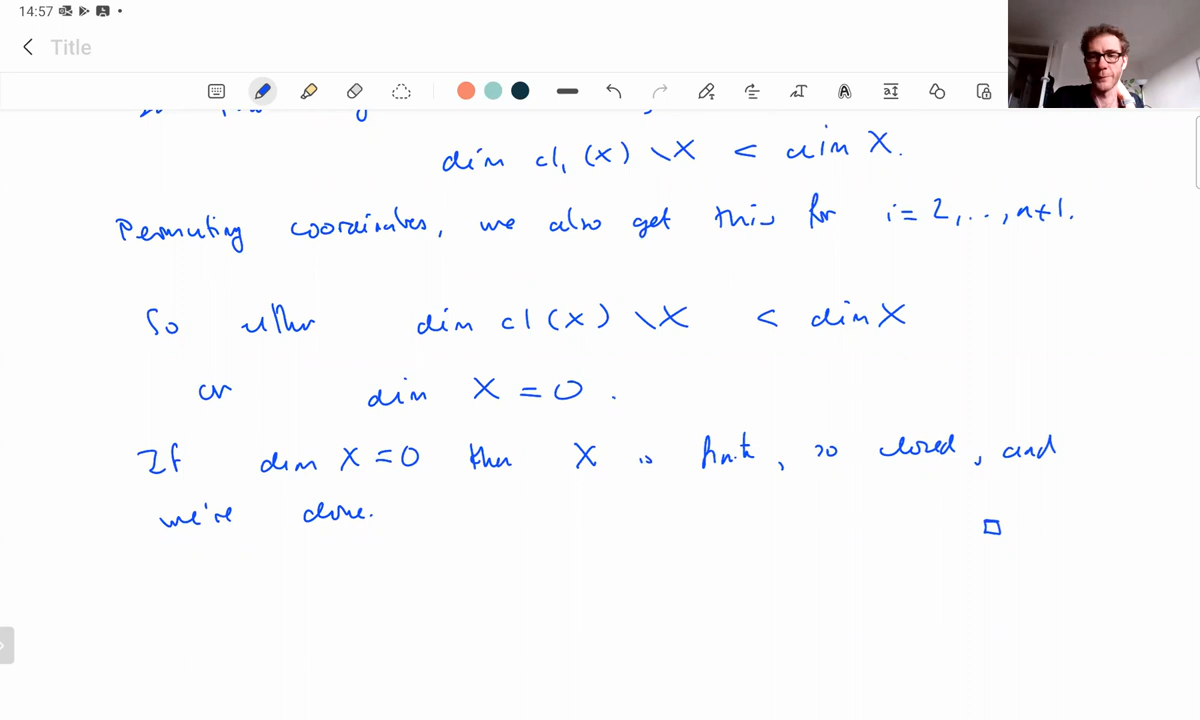 14:57
Title
dim cl₁ (X) \ X < dim X.
Permuting coordinates, we also get this for i = 2, .., n+1.
So either dim cl (X) \ X < dim X
or dim X = 0.
If dim X = 0 then X is finite, so closed, and
we're done. □